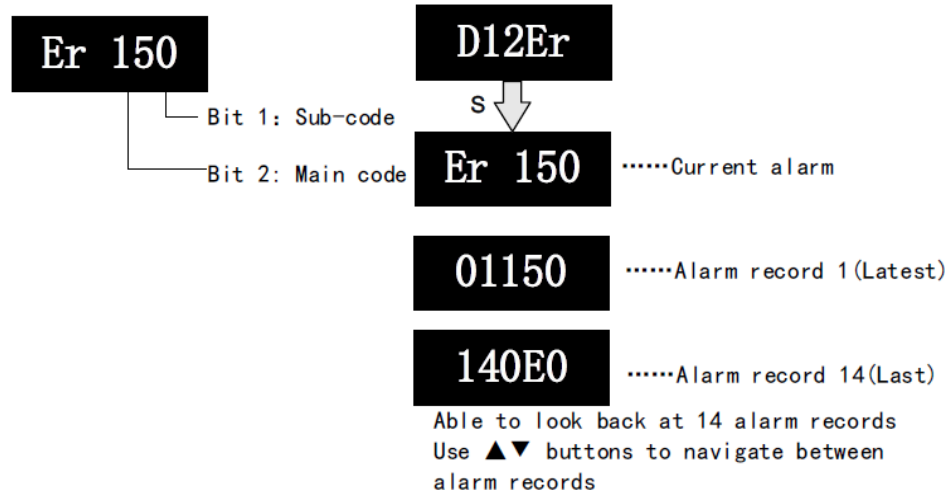 Er 150
Bit 1: Sub-code
Bit 2: Main code
D12Er
S
Er 150 ······Current alarm
01150 ······Alarm record 1(Latest)
140E0 ······Alarm record 14(Last)
Able to look back at 14 alarm records
Use ▲▼ buttons to navigate between
alarm records